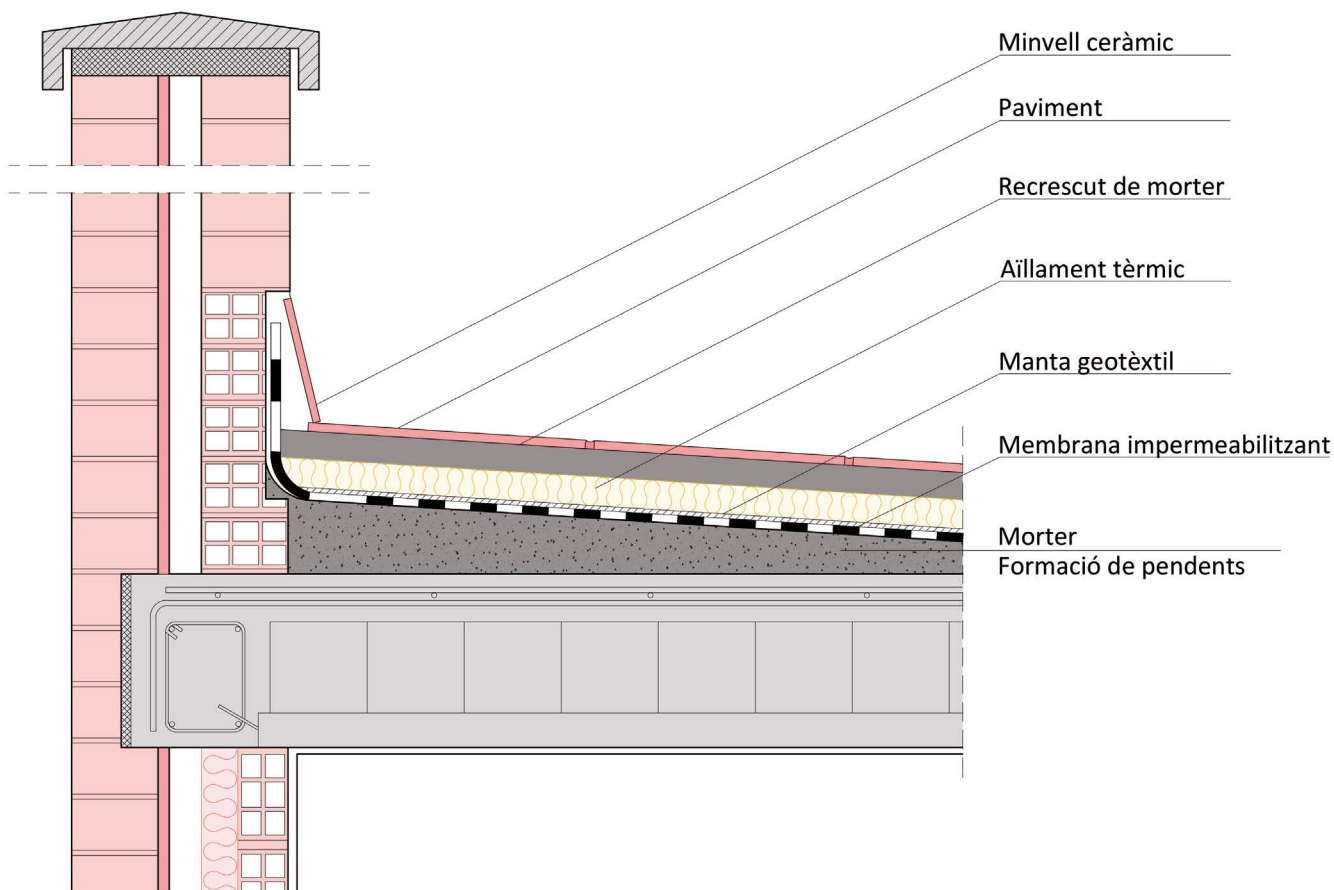 Minvell ceràmic
Paviment
Recrescut de morter
Aïllament tèrmic
Manta geotèxtil
Membrana impermeabilitzant
Morter
Formació de pendents